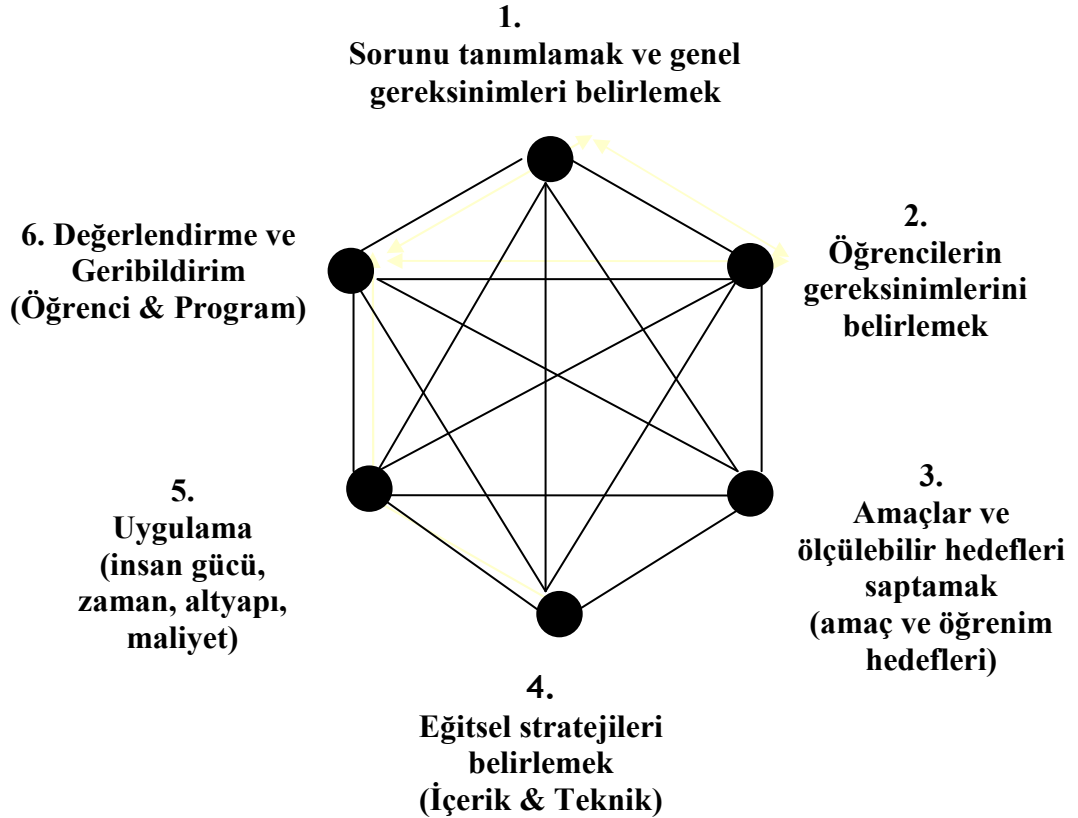 1.
Sorunu tanımlamak ve genel
gereksinimleri belirlemek
2.
Öğrencilerin
gereksinimlerini
belirlemek
3.
Amaçlar ve
ölçülebilir hedefleri
saptamak
(amaç ve öğrenim
hedefleri)
4.
Eğitsel stratejileri
belirlemek
(İçerik & Teknik)
5.
Uygulama
(insan gücü,
zaman, altyapı,
maliyet)
6. Değerlendirme ve
Geribildirim
(Öğrenci & Program)